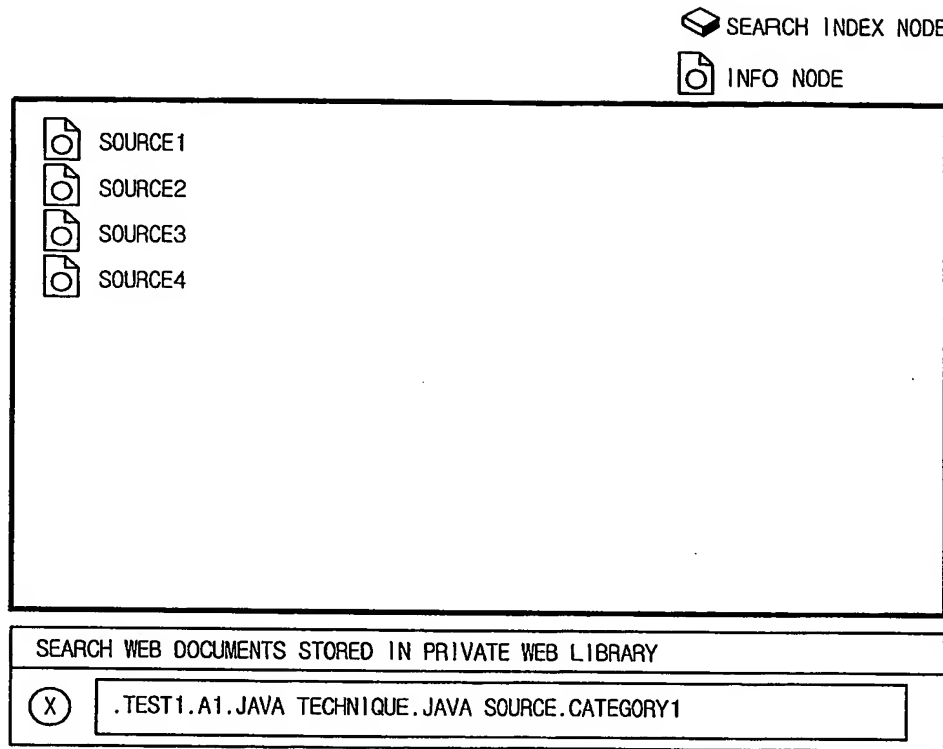 SEARCH INDEX NODE
INFO NODE
SOURCE1
SOURCE2
SOURCE3
SOURCE4
SEARCH WEB DOCUMENTS STORED IN PRIVATE WEB LIBRARY
X
.TEST1.A1.JAVA TECHNIQUE.JAVA SOURCE.CATEGORY1